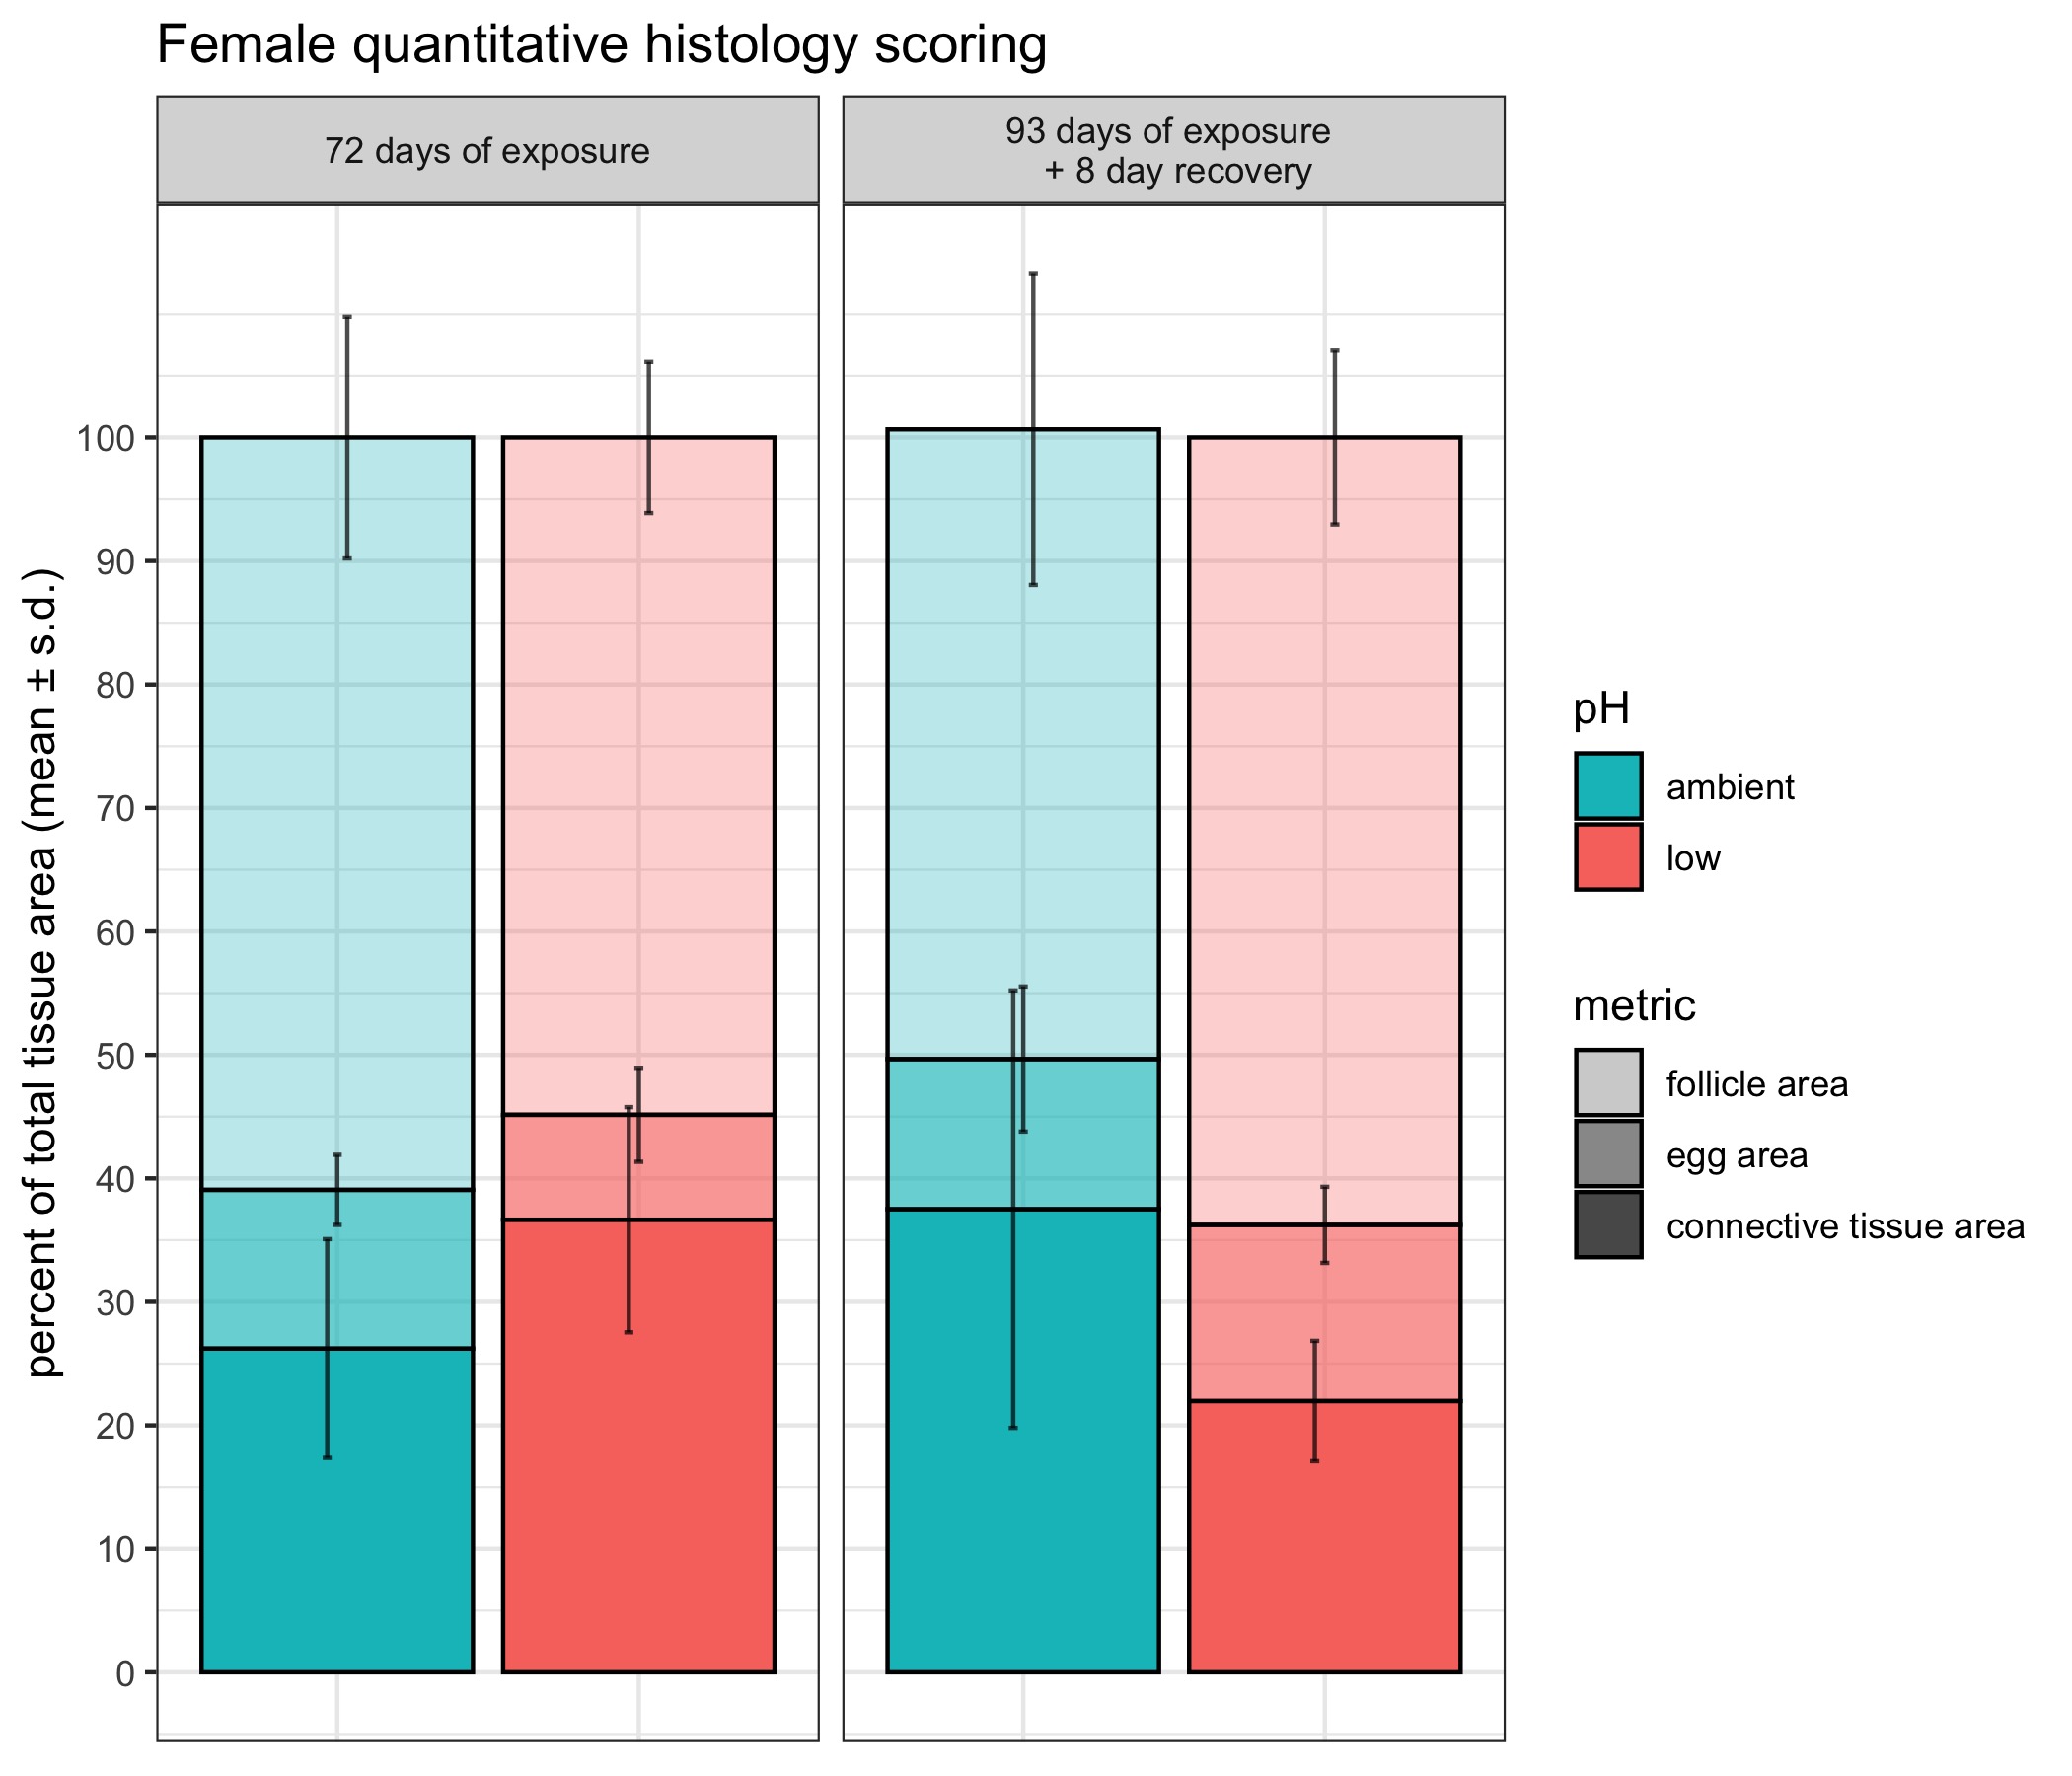 Female quantitative histology scoring
72 days of exposure
93 days of exposure
+ 8 day recovery
percent of total tissue area (mean ± s.d.)
100
90
80
70
60
50
40
30
20
10
0
pH
ambient
low
metric
follicle area
egg area
connective tissue area